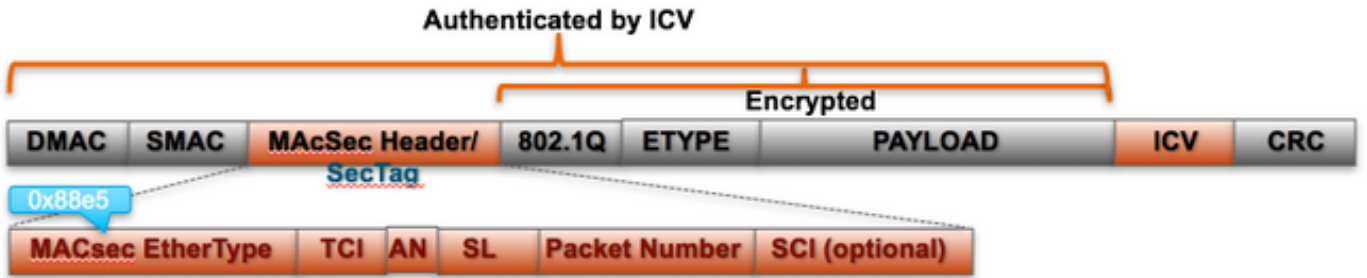 Authenticated by ICV
Encrypted
DMAC SMAC MAcSec Header/ 802.1Q ETYPE PAYLOAD ICV CRC
SecTag
0x88e5
MACsec EtherType TCI AN SL Packet Number SCI (optional)